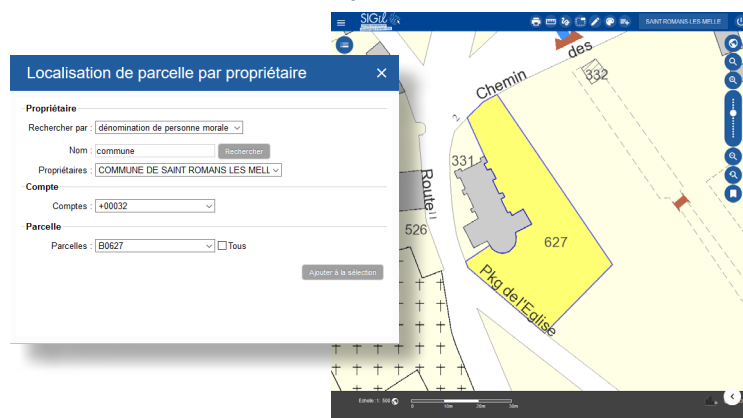 Localisation de parcelle par propriétaire ×
Propriétaire
Rechercher par : dénomination de personne morale
Nom : commune Rechercher
Propriétaires : COMMUNE DE SAINT ROMANS LES MELL
Compte
Comptes : +00032
Parcelle
Parcelles : B0627 Tous
Ajouter à la sélection
SIGil
SAINT ROMANS LES MELLE
Chemin des
332
2
331
Route
11
526
627
Pkg de l'Eglise
Echelle: 1: 500
0 10m 20m 30m